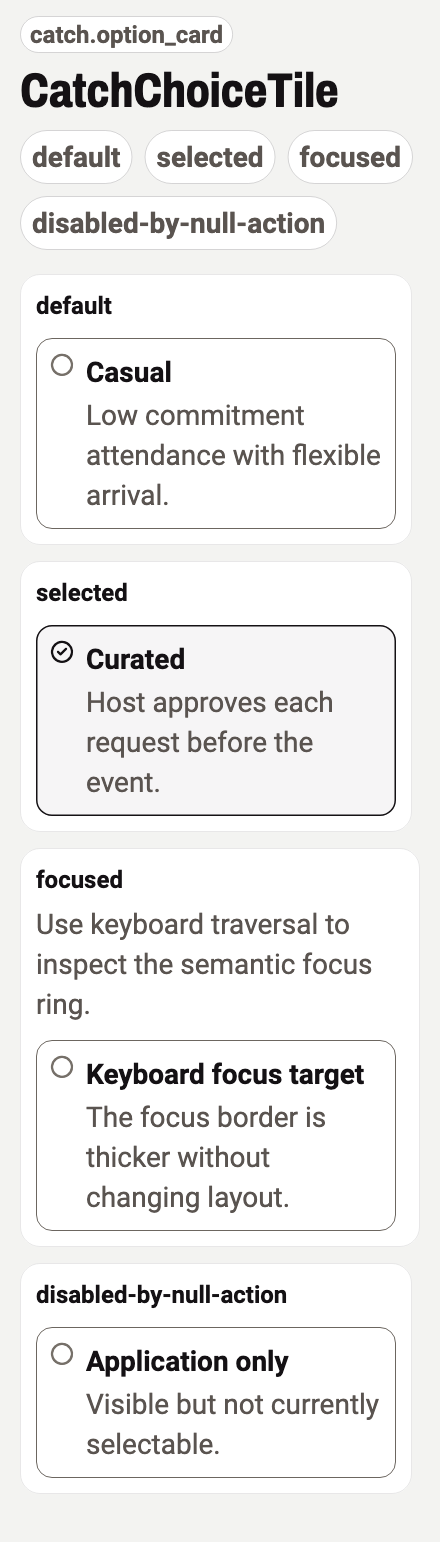 catch.option_card
CatchChoiceTile
default selected focused
disabled-by-null-action
default
Casual
Low commitment
attendance with flexible
arrival.
selected
Curated
Host approves each
request before the
event.
focused
Use keyboard traversal to
inspect the semantic focus
ring.
Keyboard focus target
The focus border is
thicker without
changing layout.
disabled-by-null-action
Application only
Visible but not currently
selectable.